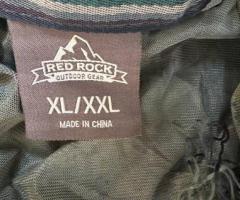 RED ROCK
OUTDOOR GEAR
XL/XXL
MADE IN CHINA